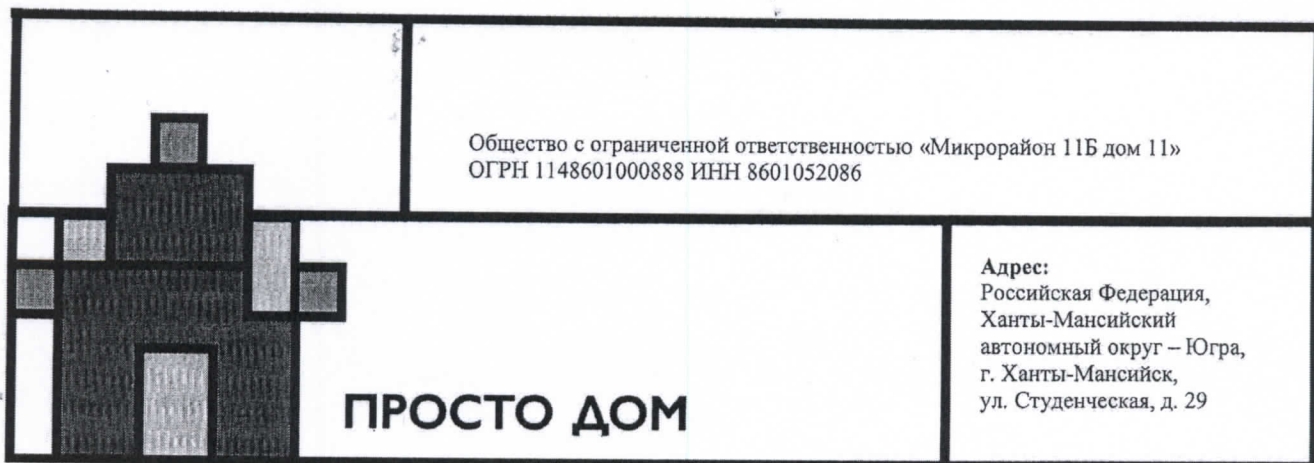 Общество с ограниченной ответственностью «Микрорайон 11Б дом 11»
ОГРН 1148601000888 ИНН 8601052086
ПРОСТО ДОМ
Адрес:
Российская Федерация,
Ханты-Мансийский
автономный округ – Югра,
г. Ханты-Мансийск,
ул. Студенческая, д. 29